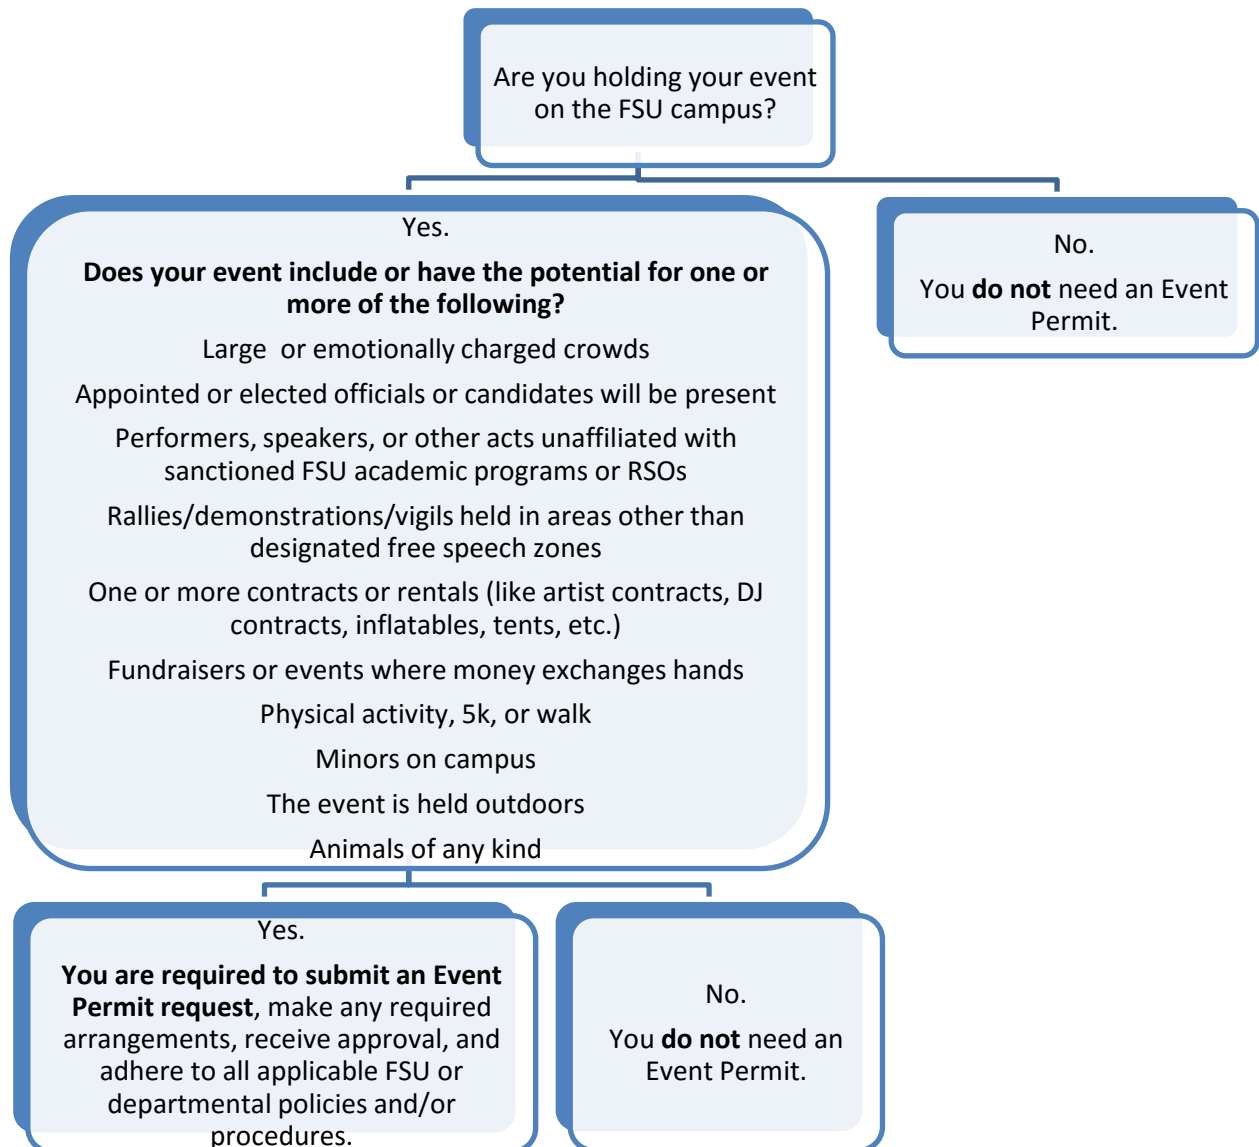 Are you holding your event
on the FSU campus?
Yes.
Does your event include or have the potential for one or
more of the following?
Large  or emotionally charged crowds
Appointed or elected officials or candidates will be present
Performers, speakers, or other acts unaffiliated with
sanctioned FSU academic programs or RSOs
Rallies/demonstrations/vigils held in areas other than
designated free speech zones
One or more contracts or rentals (like artist contracts, DJ
contracts, inflatables, tents, etc.)
Fundraisers or events where money exchanges hands
Physical activity, 5k, or walk
Minors on campus
The event is held outdoors
Animals of any kind
No.
You do not need an Event
Permit.
Yes.
You are required to submit an Event
Permit request, make any required
arrangements, receive approval, and
adhere to all applicable FSU or
departmental policies and/or
procedures.
No.
You do not need an
Event Permit.